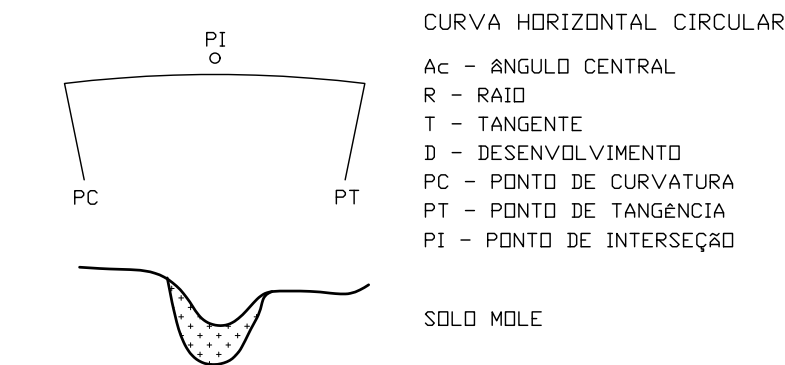 CURVA HORIZONTAL CIRCULAR
PI
Ac - ÂNGULO CENTRAL
R - RAIO
T - TANGENTE
D - DESENVOLVIMENTO
PC - PONTO DE CURVATURA
PT - PONTO DE TANGÊNCIA
PI - PONTO DE INTERSEÇÃO
PC
PT
SOLO MOLE